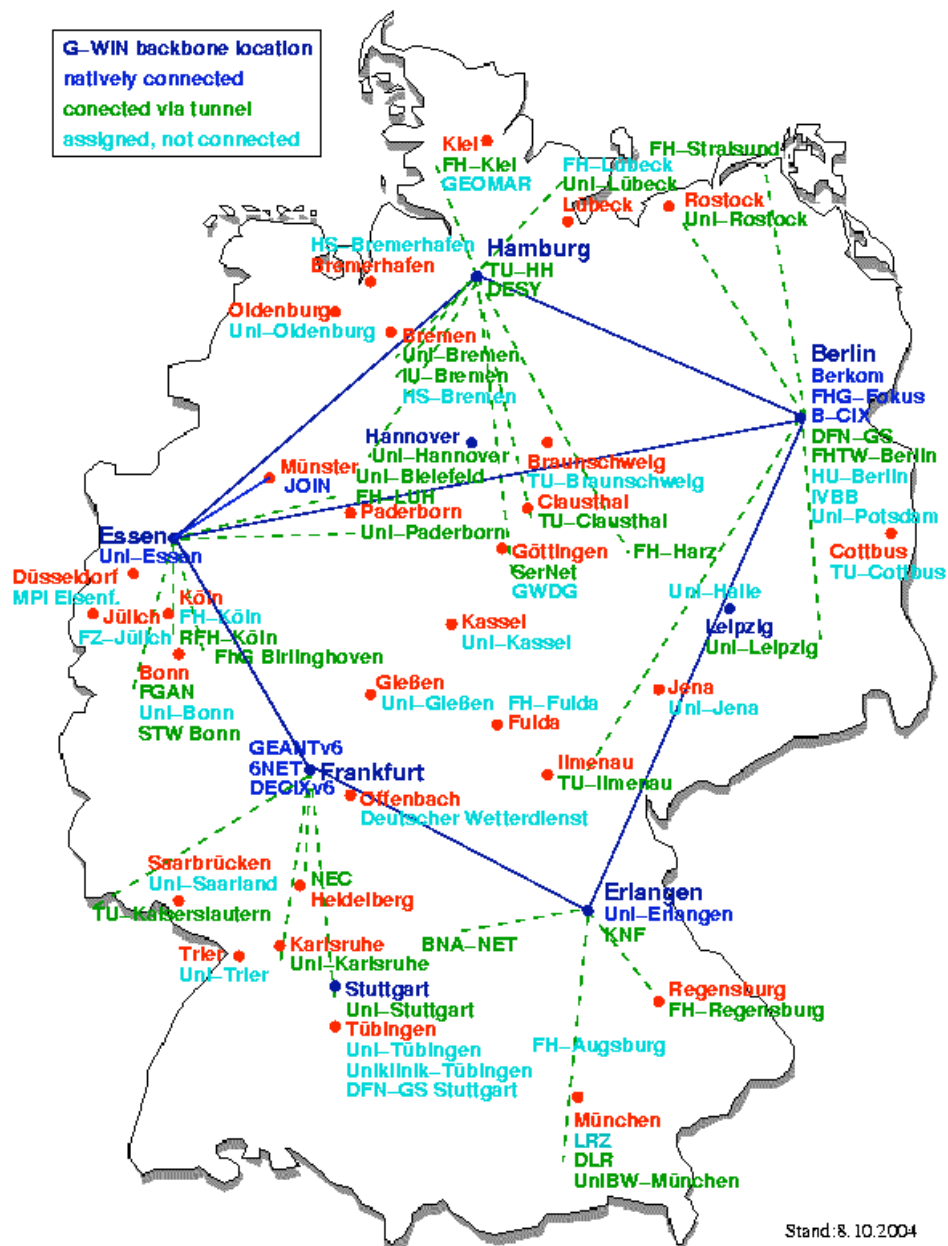 G–WIN backbone location
natively connected
conected via tunnel
assigned, not connected
Kiel
FH–Kiel
GEOMAR
FH–Lübeck
Uni–Lübeck
Lübeck
FH–Stralsund
Rostock
Uni–Rostock
HS–Bremerhafen
Bremerhafen
Hamburg
TU–HH
DESY
Oldenburg
Uni–Oldenburg
Bremen
Uni–Bremen
IU–Bremen
HS–Bremen
Berlin
Berkom
FHG–Fokus
B–CIX
DFN–GS
FHTW–Berlin
HU–Berlin
IVBB
Uni–Potsdam
Hannover
Uni–Hannover
Uni–Bielefeld
FH–LUH
Paderborn
Uni–Paderborn
Münster
JOIN
Braunschweig
TU–Braunschweig
Clausthal
TU–Clausthal
FH–Harz
Göttingen
GerNet
GWDG
Cottbus
TU–Cottbus
Essen
Uni–Essen
Düsseldorf
MPI Eisenf.
Jülich
FZ–Jülich
Köln
FH–Köln
RFH–Köln
FhG Birlinghoven
Bonn
FGAN
Uni–Bonn
STW Bonn
Kassel
Uni–Kassel
Uni–Halle
Leipzig
Uni–Leipzig
Gießen
Uni–Gießen
FH–Fulda
Fulda
Jena
Uni–Jena
Ilmenau
TU–Ilmenau
GEANTv6
6NET
DECIXv6
Frankfurt
Offenbach
Deutscher Wetterdienst
Saarbrücken
Uni–Saarland
TU–Kaiserslautern
NEC
Heidelberg
Erlangen
Uni–Erlangen
KNF
BNA–NET
Trier
Uni–Trier
Karlsruhe
Uni–Karlsruhe
Stuttgart
Uni–Stuttgart
Tübingen
Uni–Tübingen
Uniklinik–Tübingen
DFN–GS Stuttgart
Regensburg
FH–Regensburg
FH–Augsburg
München
LRZ
DLR
UniBW–München
Stand:8.10.2004